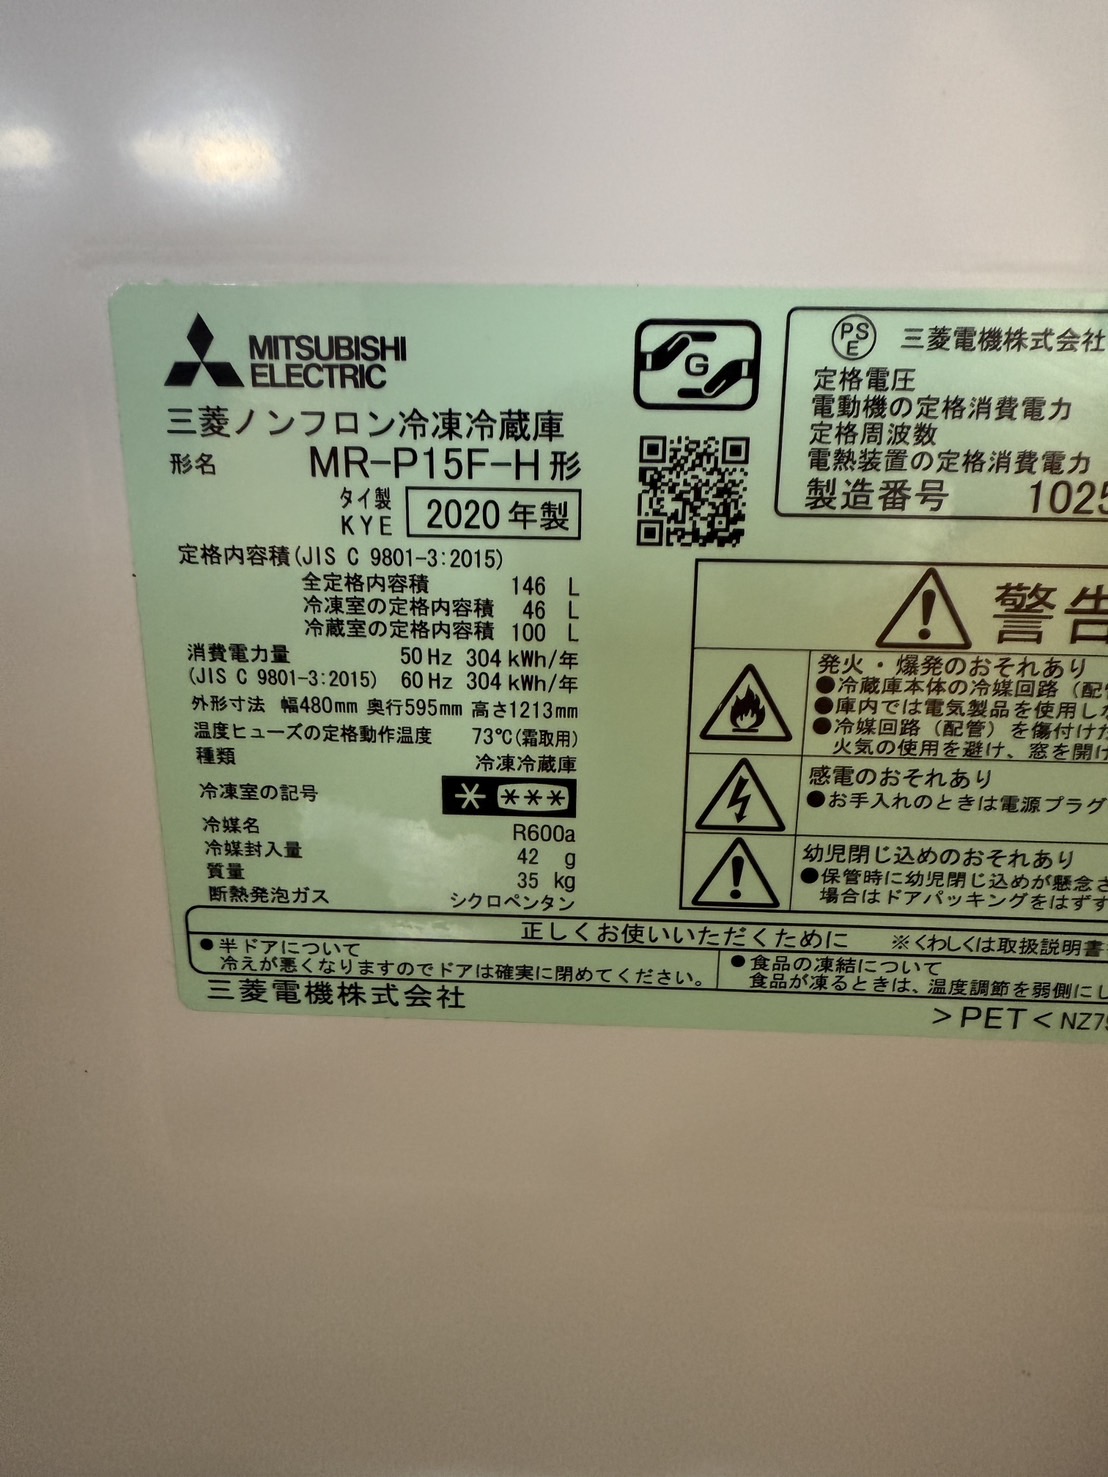 MITSUBISHI
ELECTRIC
三菱ノンフロン冷凍冷蔵庫
形名 MR-P15F-H形
タイ製
KYE 2020年製
定格内容積(JIS C 9801-3:2015)
全定格内容積 146 L
冷凍室の定格内容積 46 L
冷蔵室の定格内容積 100 L
消費電力量 50Hz 304kWh/年
(JIS C 9801-3:2015) 60Hz 304kWh/年
外形寸法 幅480mm 奥行595mm 高さ1213mm
温度ヒューズの定格動作温度 73℃(霜取用)
種類 冷凍冷蔵庫
冷凍室の記号 * ***
冷媒名 R600a
冷媒封入量 42 g
質量 35 kg
断熱発泡ガス シクロペンタン
G
PSE 三菱電機株式会社
定格電圧
電動機の定格消費電力
定格周波数
電熱装置の定格消費電力
製造番号 1025
警告
発火・爆発のおそれあり
●冷蔵庫本体の冷媒回路（配管
●庫内では電気製品を使用しな
●冷媒回路（配管）を傷付けた
火気の使用を避け、窓を開け
感電のおそれあり
●お手入れのときは電源プラグ
幼児閉じ込めのおそれあり
●保管時に幼児閉じ込めが懸念さ
場合はドアパッキングをはずす
正しくお使いいただくために ※くわしくは取扱説明書
●半ドアについて
冷えが悪くなりますのでドアは確実に閉めてください。
●食品の凍結について
食品が凍るときは、温度調節を弱側にし
三菱電機株式会社
>PET< NZ79